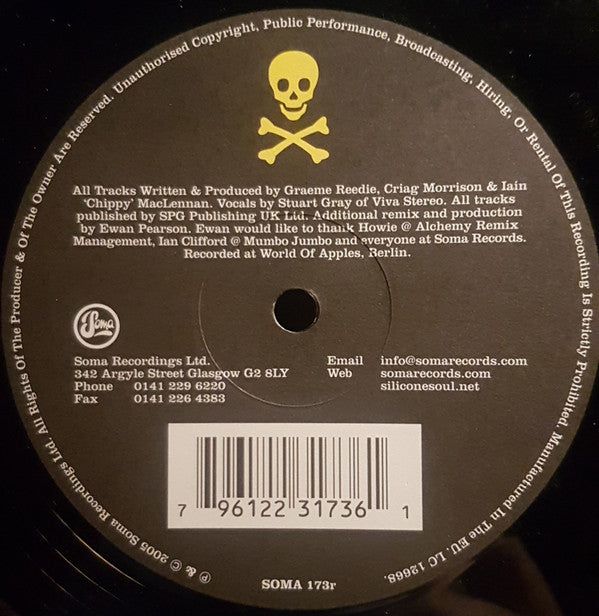 ℗ & © 2005 Soma Recordings Ltd. All Rights Of The Producer & Of The Owner Are Reserved. Unauthorised Copyright, Public Performance, Broadcasting, Hiring, Or Rental Of This Recording Is Strictly Prohibited. Manufactured In The EU. LC 12668.
All Tracks Written & Produced by Graeme Reedie, Criag Morrison & Iain
'Chippy' MacLennan. Vocals by Stuart Gray of Viva Stereo. All tracks
published by SPG Publishing UK Ltd. Additional remix and production
by Ewan Pearson. Ewan would like to thank Howie @ Alchemy Remix
Management, Ian Clifford @ Mumbo Jumbo and everyone at Soma Records.
Recorded at World Of Apples, Berlin.
Soma
Soma Recordings Ltd.
342 Argyle Street Glasgow G2 8LY
Phone 0141 229 6220
Fax 0141 226 4383
Email info@somarecords.com
Web somarecords.com
siliconesoul.net
7 96122 31736 1
SOMA 173r